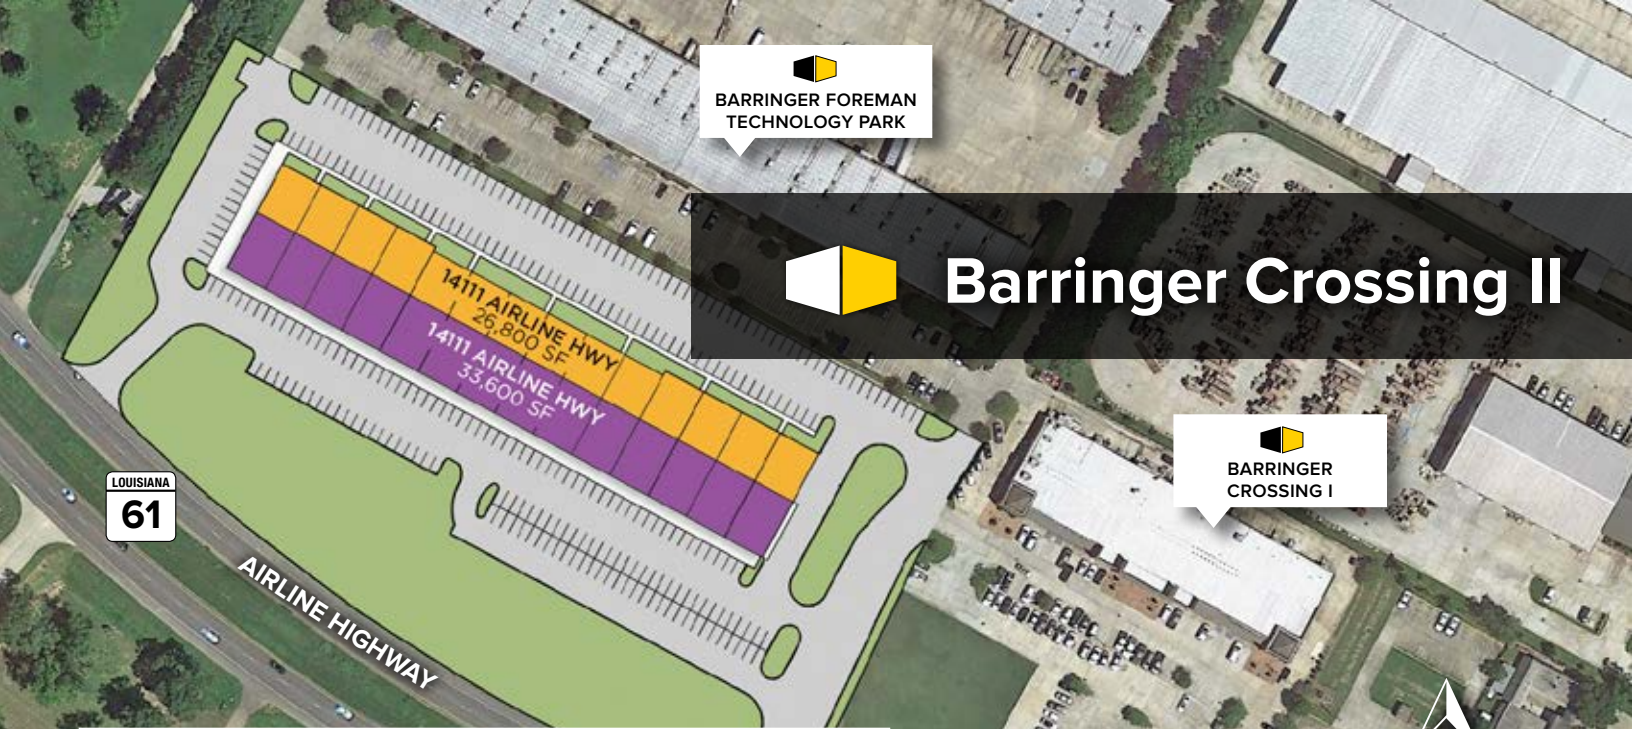 BARRINGER FOREMAN
TECHNOLOGY PARK
Barringer Crossing II
14111 AIRLINE HWY
26,800 SF
14111 AIRLINE HWY
33,600 SF
BARRINGER
CROSSING I
LOUISIANA
61
AIRLINE HIGHWAY